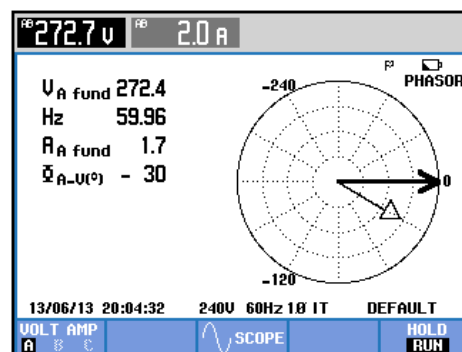 AB 272.7 V AB 2.0 A
P PHASOR
V A fund 272.4
Hz 59.96
A A fund 1.7
Φ A-V(°) - 30
-240
0
-120
13/06/13 20:04:32 240V 60Hz 1Ø IT DEFAULT
VOLT AMP
A B C
SCOPE
HOLD
RUN